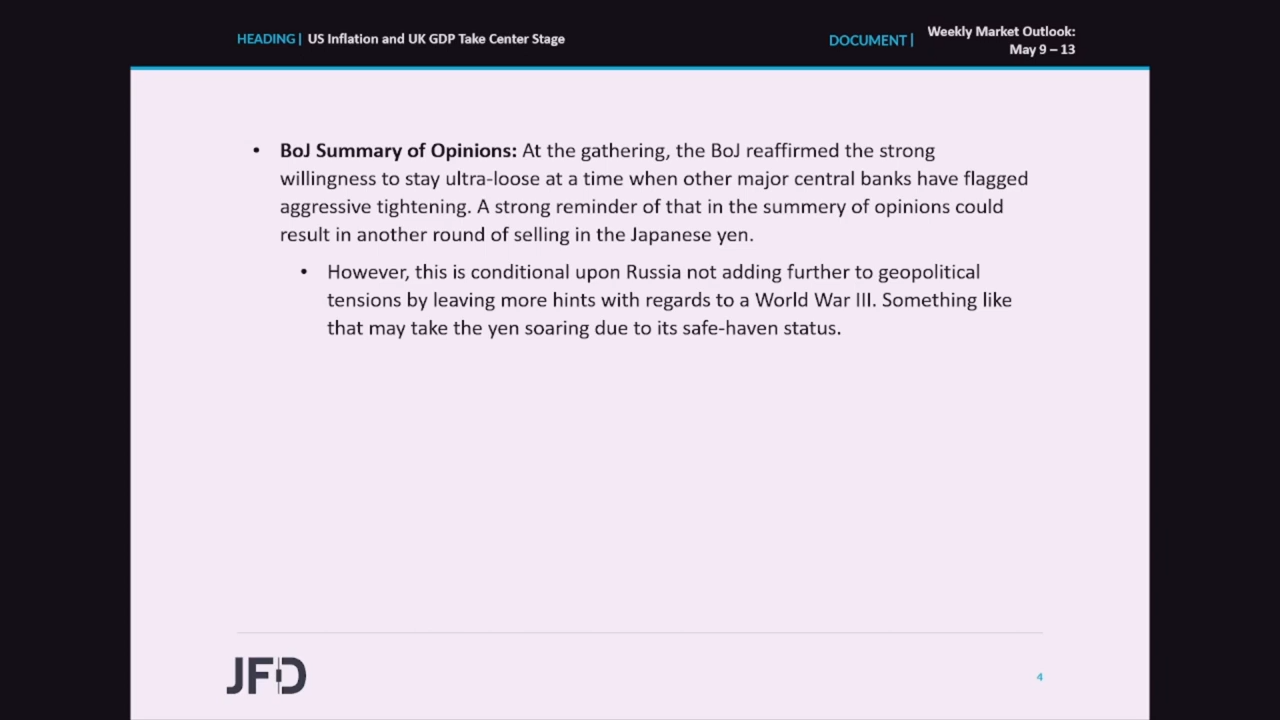 HEADING | US Inflation and UK GDP Take Center Stage
DOCUMENT | Weekly Market Outlook:
May 9 – 13
• BoJ Summary of Opinions: At the gathering, the BoJ reaffirmed the strong
willingness to stay ultra-loose at a time when other major central banks have flagged
aggressive tightening. A strong reminder of that in the summery of opinions could
result in another round of selling in the Japanese yen.
• However, this is conditional upon Russia not adding further to geopolitical
tensions by leaving more hints with regards to a World War III. Something like
that may take the yen soaring due to its safe-haven status.
JFD
4